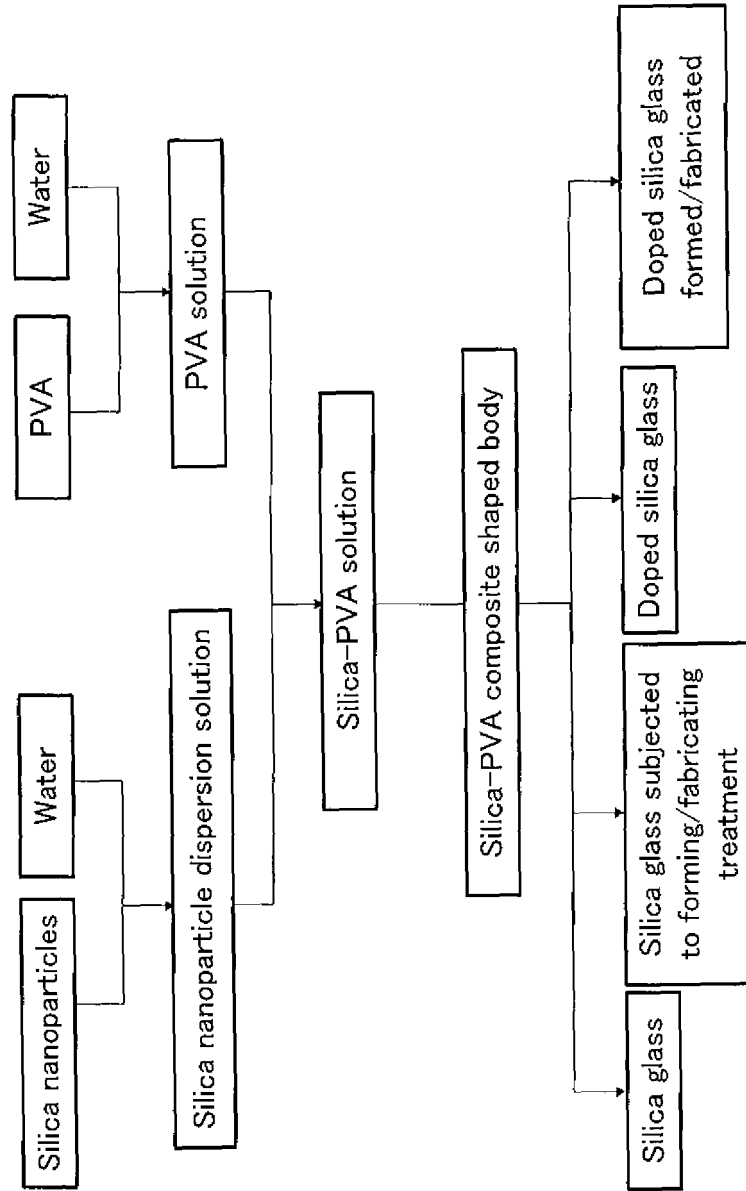 Silica nanoparticles
Water
PVA
Water
Silica nanoparticle dispersion solution
PVA solution
Silica-PVA solution
Silica-PVA composite shaped body
Silica glass
Silica glass subjected
to forming/fabricating
treatment
Doped silica glass
Doped silica glass
formed/fabricated